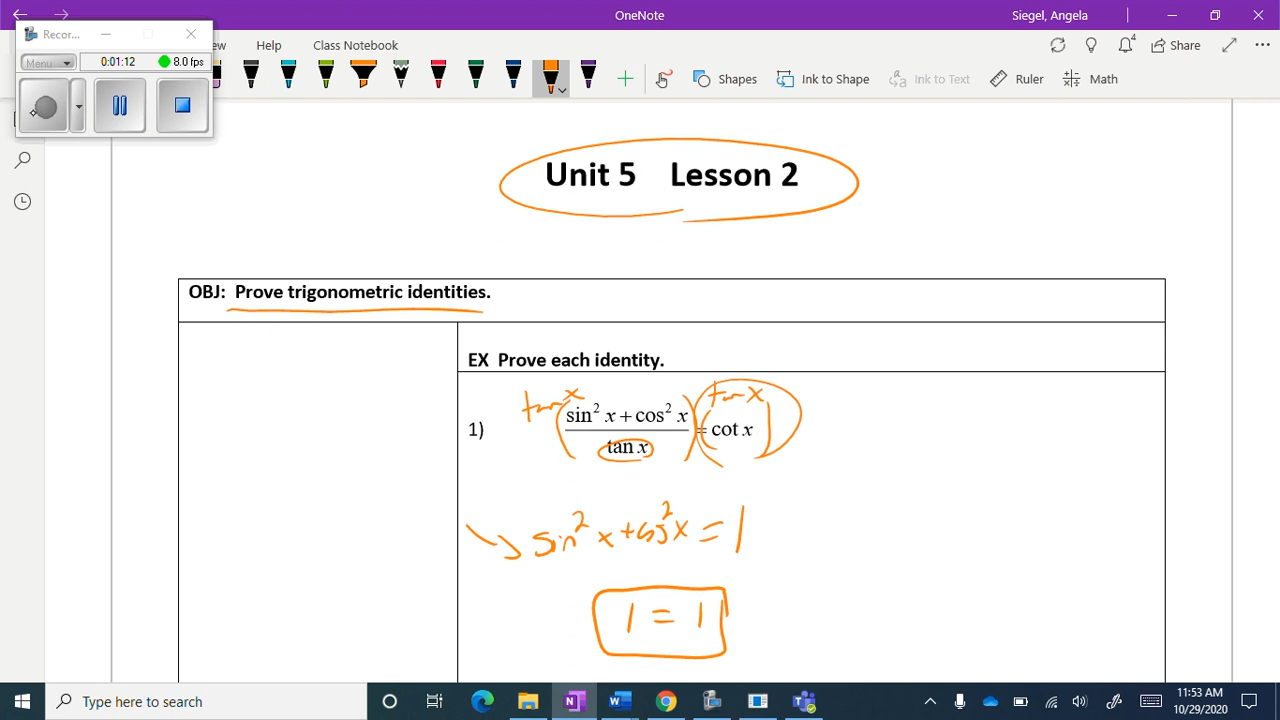 OneNote
Siegel, Angela
Recor...
Menu
0:01:12
8.0 fps
ew
Help
Class Notebook
Share
Shapes
Ink to Shape
Ink to Text
Ruler
Math
Unit 5 Lesson 2
OBJ: Prove trigonometric identities.
EX Prove each identity.
tan x tan x
1) (sin² x + cos² x / tan x) = (cot x)
→ sin² x + cos² x = 1
1 = 1
Type here to search
11:53 AM
10/29/2020